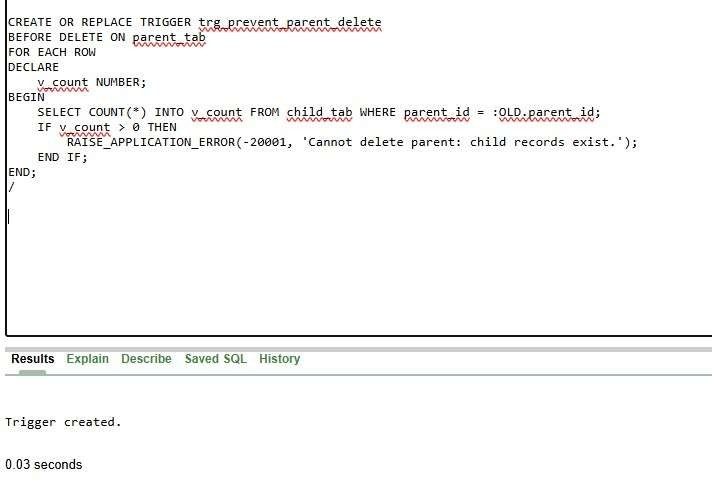 CREATE OR REPLACE TRIGGER trg_prevent_parent_delete
BEFORE DELETE ON parent_tab
FOR EACH ROW
DECLARE
    v_count NUMBER;
BEGIN
    SELECT COUNT(*) INTO v_count FROM child_tab WHERE parent_id = :OLD.parent_id;
    IF v_count > 0 THEN
        RAISE_APPLICATION_ERROR(-20001, 'Cannot delete parent: child records exist.');
    END IF;
END;
/
Results Explain Describe Saved SQL History
Trigger created.
0.03 seconds